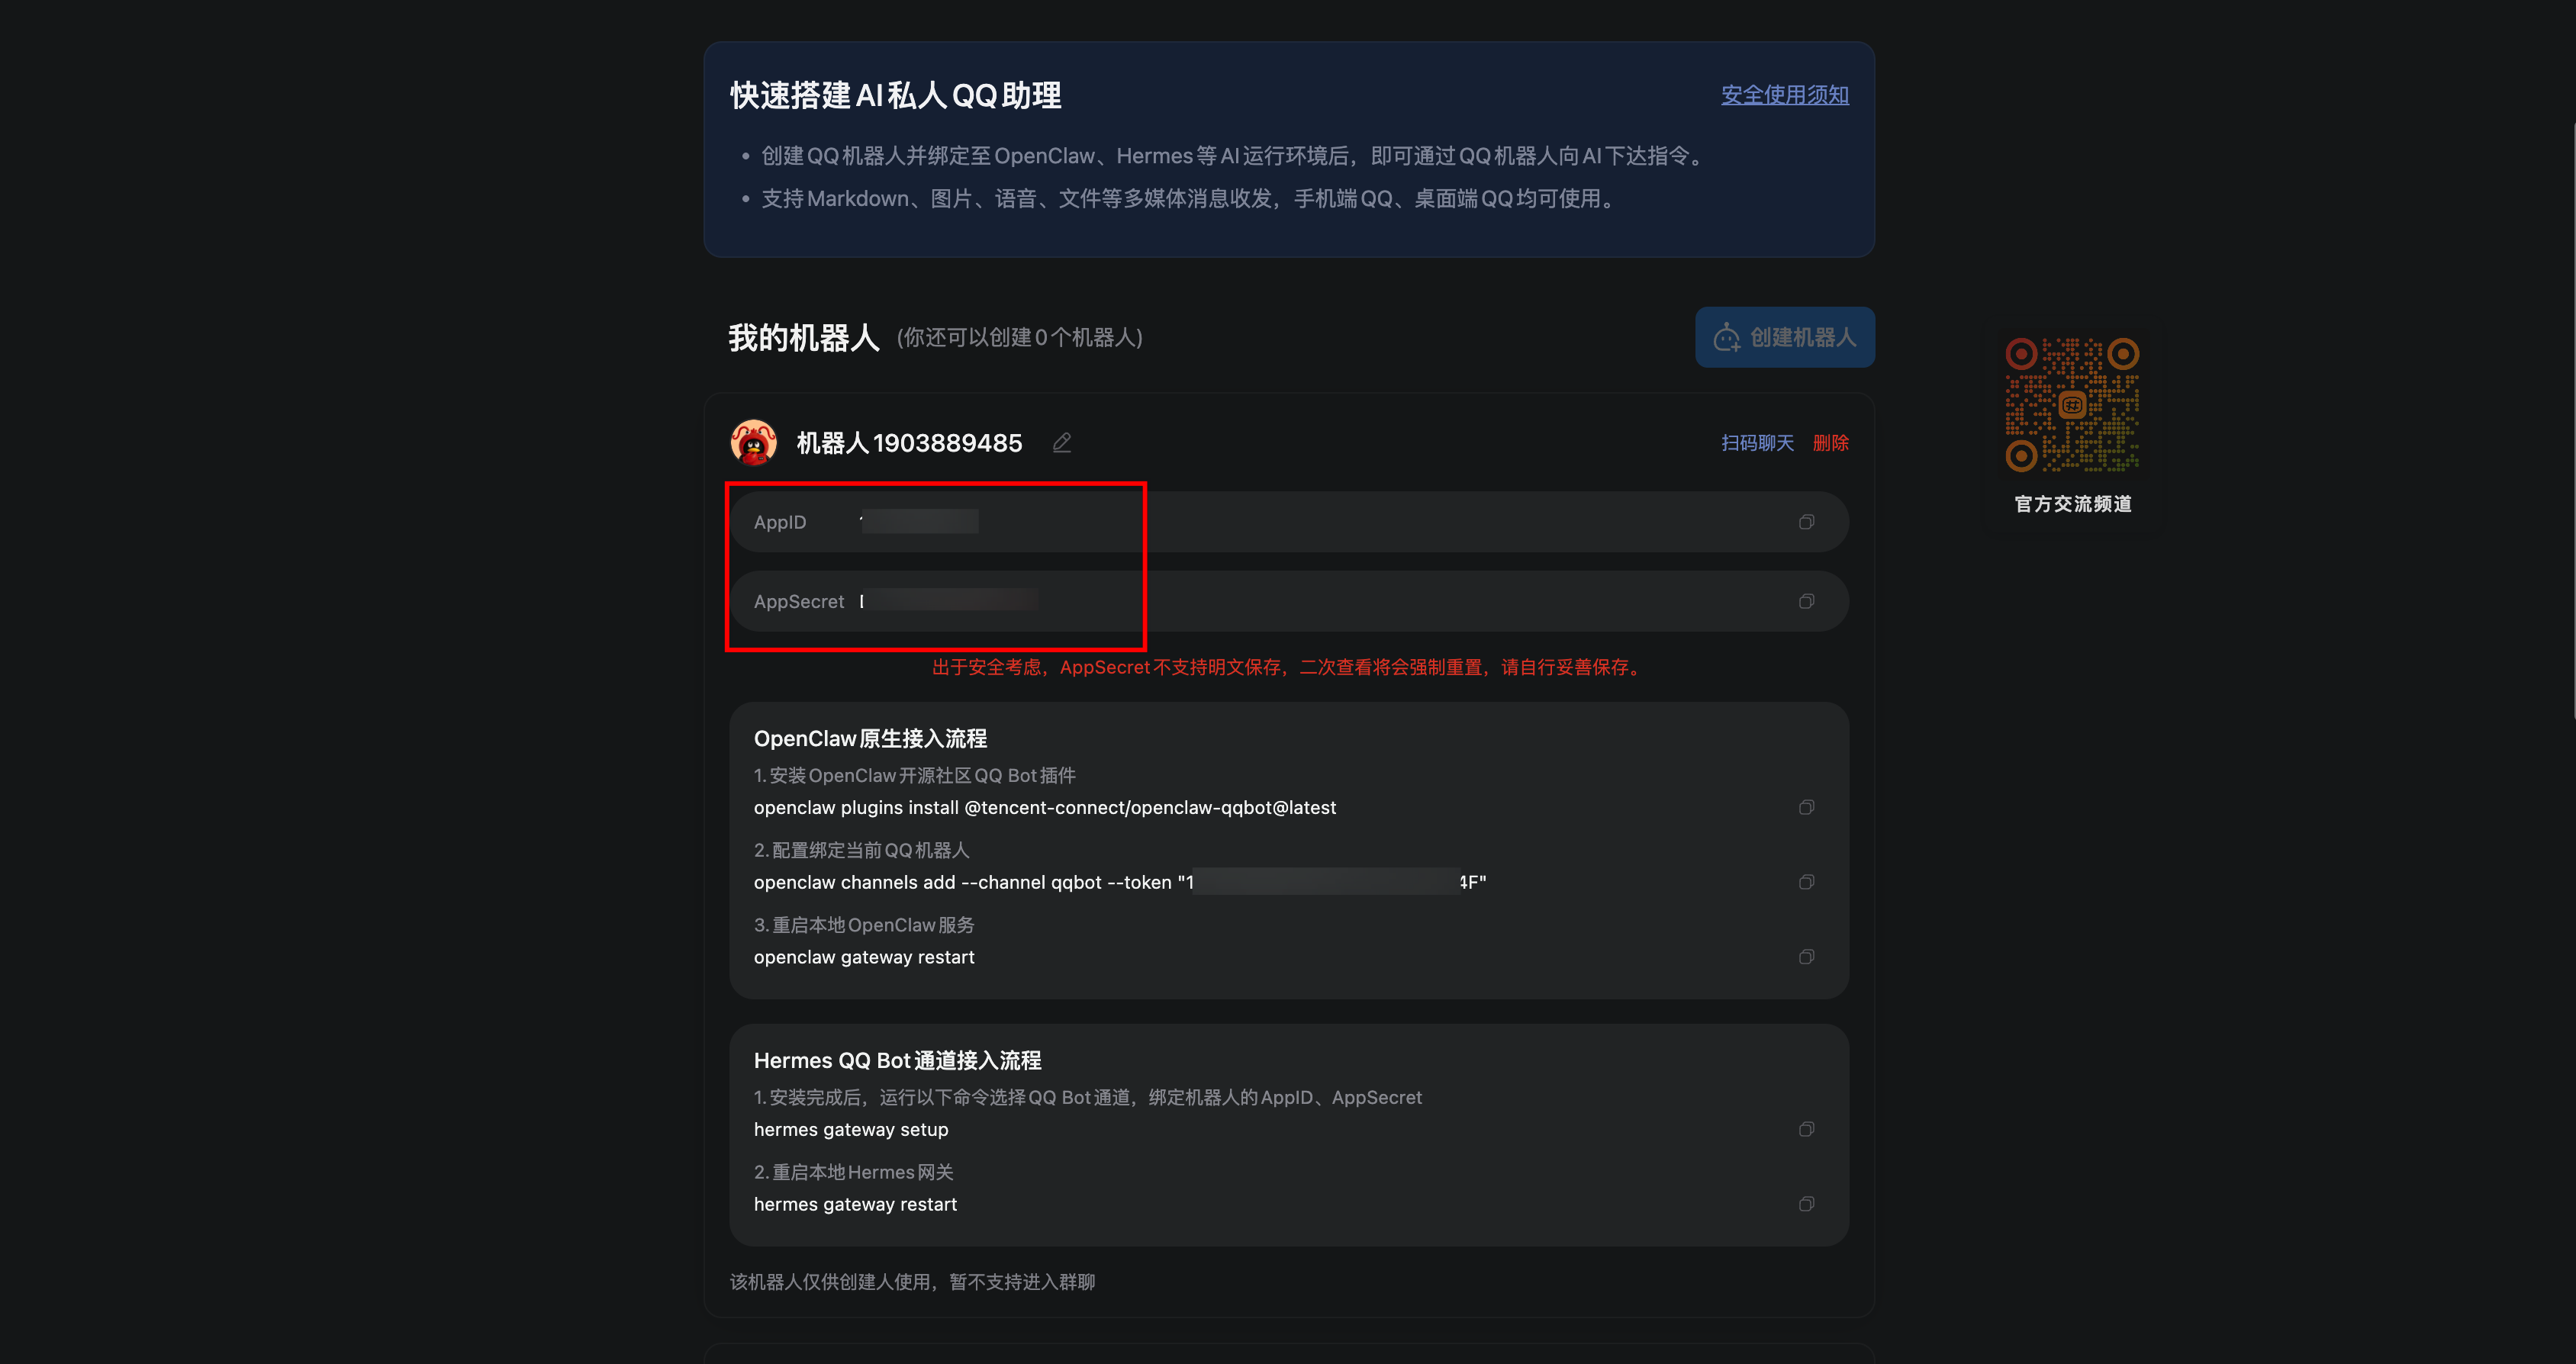 快速搭建AI私人QQ助理
安全使用须知
• 创建QQ机器人并绑定至OpenClaw、Hermes等AI运行环境后，即可通过QQ机器人向AI下达指令。
• 支持Markdown、图片、语音、文件等多媒体消息收发，手机端QQ、桌面端QQ均可使用。
我的机器人 (你还可以创建0个机器人)
创建机器人
机器人1903889485
扫码聊天 删除
AppID
AppSecret
出于安全考虑，AppSecret不支持明文保存，二次查看将会强制重置，请自行妥善保存。
OpenClaw原生接入流程
1.安装OpenClaw开源社区QQ Bot插件
openclaw plugins install @tencent-connect/openclaw-qqbot@latest
2.配置绑定当前QQ机器人
openclaw channels add --channel qqbot --token "1 4F"
3.重启本地OpenClaw服务
openclaw gateway restart
Hermes QQ Bot通道接入流程
1.安装完成后，运行以下命令选择QQ Bot通道，绑定机器人的AppID、AppSecret
hermes gateway setup
2.重启本地Hermes网关
hermes gateway restart
该机器人仅供创建人使用，暂不支持进入群聊
官方交流频道